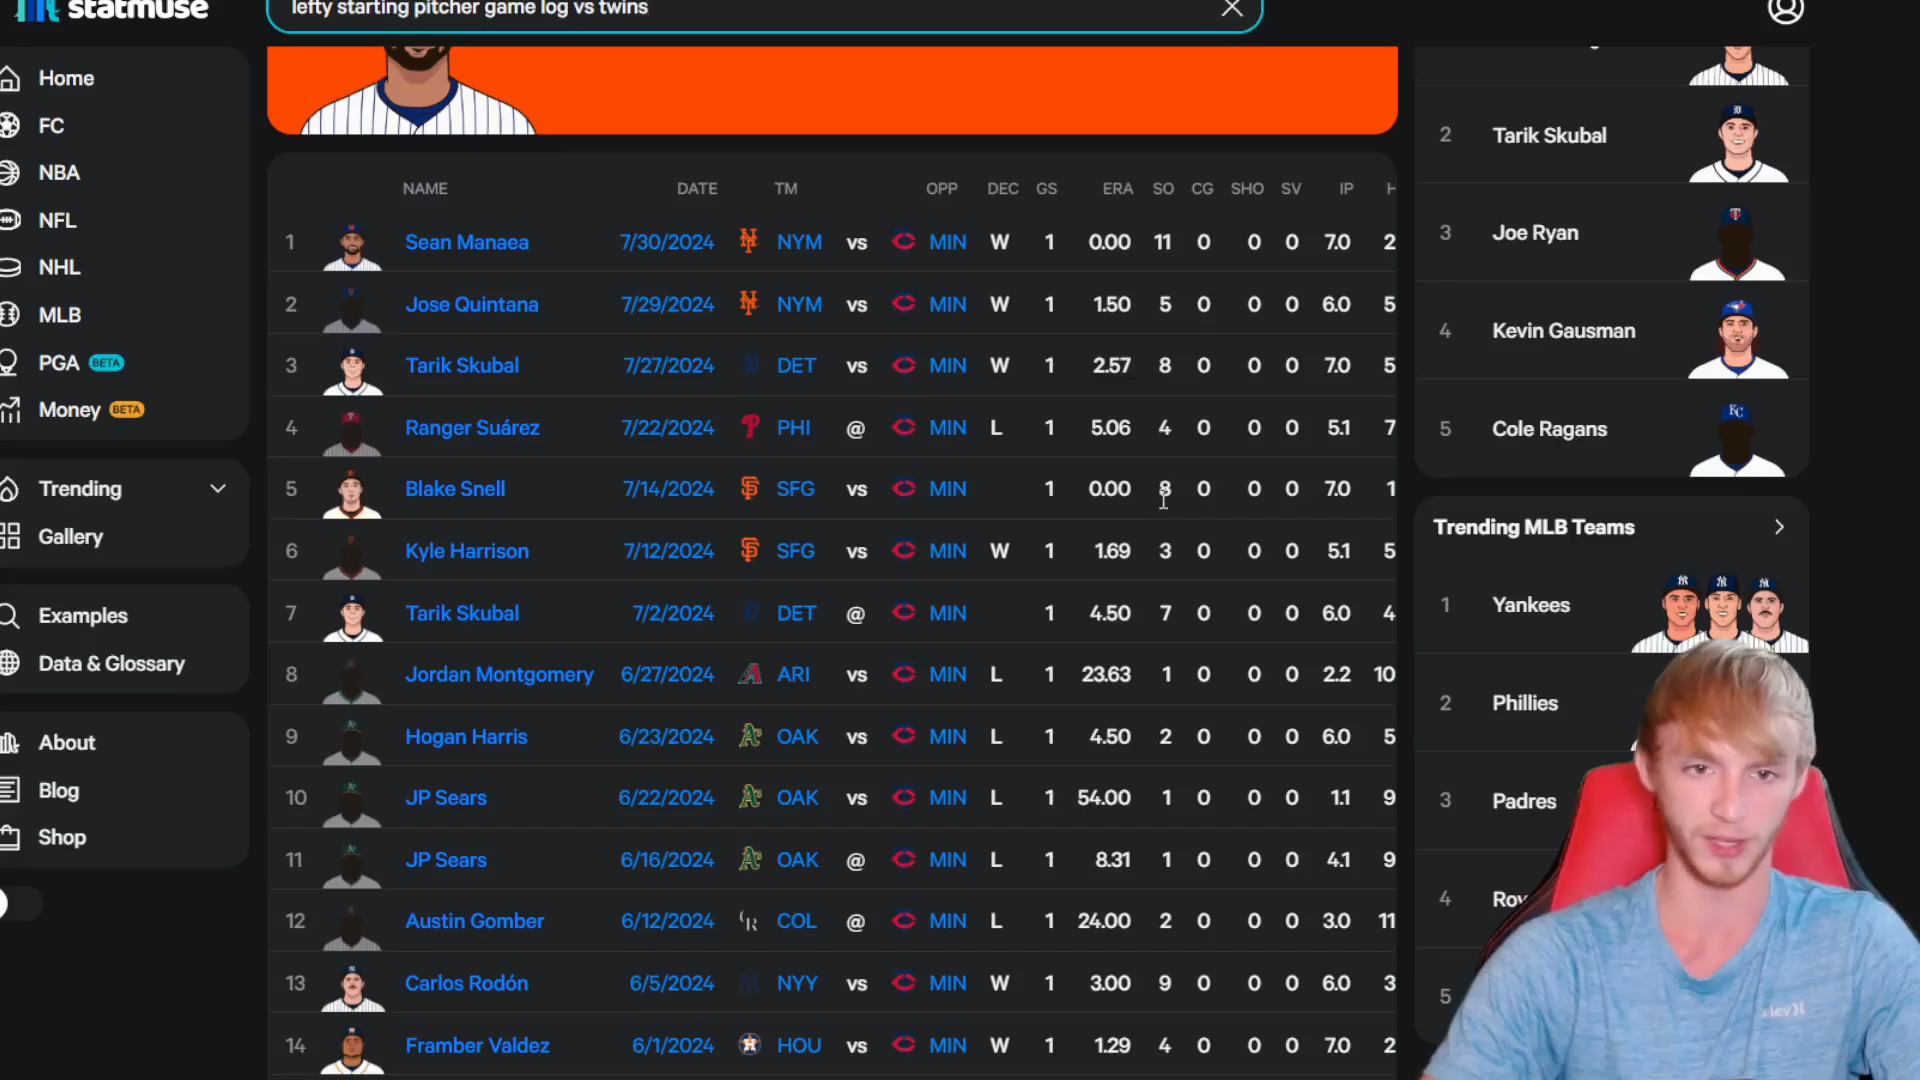 statmuse
lefty starting pitcher game log vs twins
Home
FC
NBA
NFL
NHL
MLB
PGA BETA
Money BETA
Trending
Gallery
Examples
Data & Glossary
About
Blog
Shop
NAME DATE TM OPP DEC GS ERA SO CG SHO SV IP H
1 Sean Manaea 7/30/2024 NYM vs MIN W 1 0.00 11 0 0 0 7.0 2
2 Jose Quintana 7/29/2024 NYM vs MIN W 1 1.50 5 0 0 0 6.0 5
3 Tarik Skubal 7/27/2024 DET vs MIN W 1 2.57 8 0 0 0 7.0 5
4 Ranger Suárez 7/22/2024 PHI @ MIN L 1 5.06 4 0 0 0 5.1 7
5 Blake Snell 7/14/2024 SFG vs MIN 1 0.00 8 0 0 0 7.0 1
6 Kyle Harrison 7/12/2024 SFG vs MIN W 1 1.69 3 0 0 0 5.1 5
7 Tarik Skubal 7/2/2024 DET @ MIN 1 4.50 7 0 0 0 6.0 4
8 Jordan Montgomery 6/27/2024 ARI vs MIN L 1 23.63 1 0 0 0 2.2 10
9 Hogan Harris 6/23/2024 OAK vs MIN L 1 4.50 2 0 0 0 6.0 5
10 JP Sears 6/22/2024 OAK vs MIN L 1 54.00 1 0 0 0 1.1 9
11 JP Sears 6/16/2024 OAK @ MIN L 1 8.31 1 0 0 0 4.1 9
12 Austin Gomber 6/12/2024 COL @ MIN L 1 24.00 2 0 0 0 3.0 11
13 Carlos Rodón 6/5/2024 NYY vs MIN W 1 3.00 9 0 0 0 6.0 3
14 Framber Valdez 6/1/2024 HOU vs MIN W 1 1.29 4 0 0 0 7.0 2
2 Tarik Skubal
3 Joe Ryan
4 Kevin Gausman
5 Cole Ragans
Trending MLB Teams
1 Yankees
2 Phillies
3 Padres
4
5